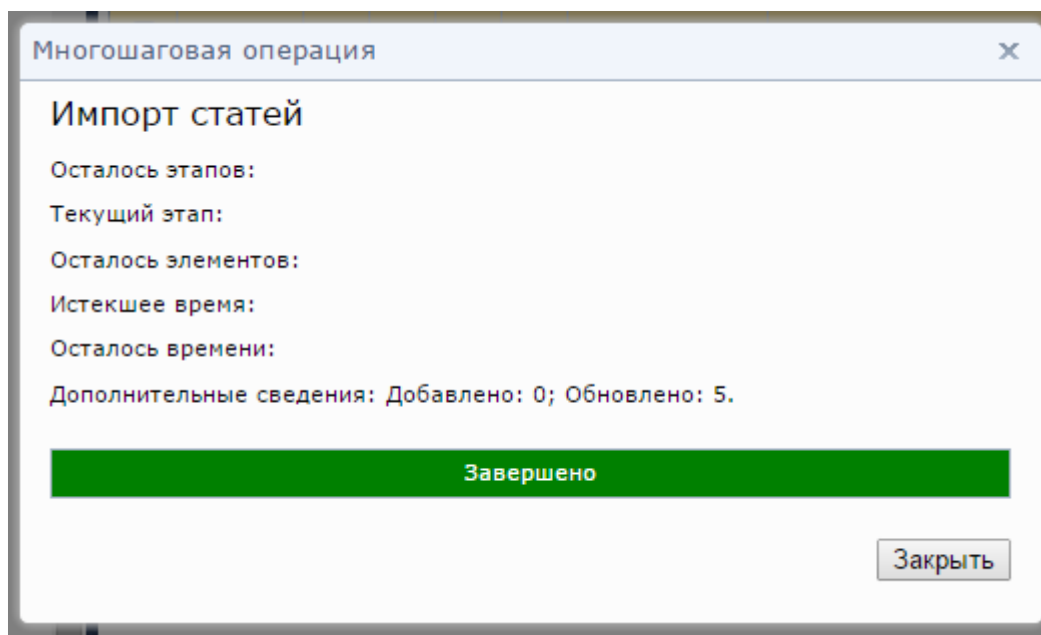 Многошаговая операция
Импорт статей
Осталось этапов:
Текущий этап:
Осталось элементов:
Истекшее время:
Осталось времени:
Дополнительные сведения: Добавлено: 0; Обновлено: 5.
Завершено
Закрыть